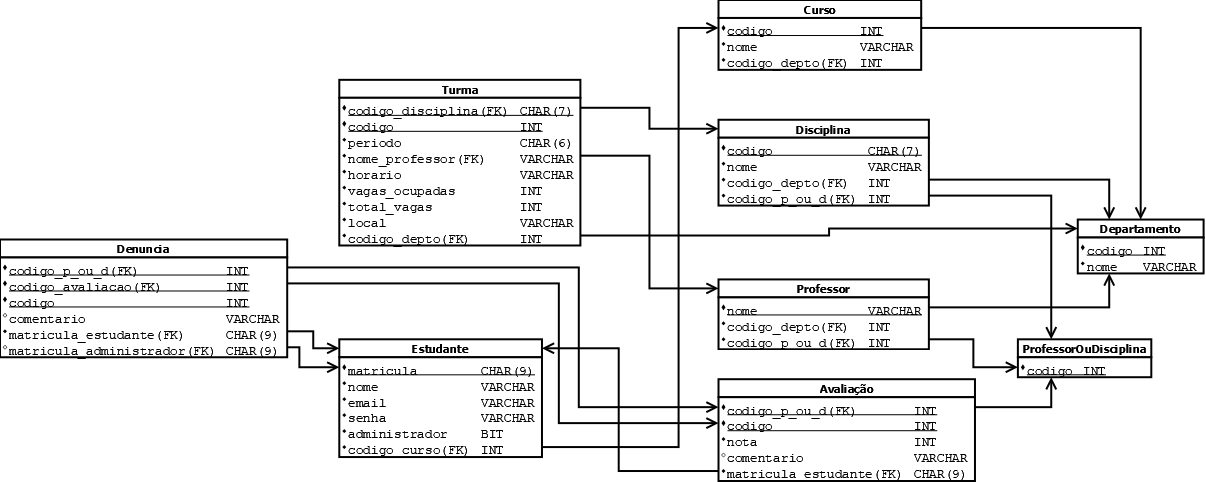 Curso
codigo INT
nome VARCHAR
codigo_depto(FK) INT
Turma
codigo_disciplina(FK) CHAR(7)
codigo INT
periodo CHAR(6)
nome_professor(FK) VARCHAR
horario VARCHAR
vagas_ocupadas INT
total_vagas INT
local VARCHAR
codigo_depto(FK) INT
Disciplina
codigo CHAR(7)
nome VARCHAR
codigo_depto(FK) INT
codigo_p_ou_d(FK) INT
Departamento
codigo INT
nome VARCHAR
Denuncia
codigo_p_ou_d(FK) INT
codigo_avaliacao(FK) INT
codigo INT
comentario VARCHAR
matricula_estudante(FK) CHAR(9)
matricula_administrador(FK) CHAR(9)
Professor
nome VARCHAR
codigo_depto(FK) INT
codigo_p_ou_d(FK) INT
Estudante
matricula CHAR(9)
nome VARCHAR
email VARCHAR
senha VARCHAR
administrador BIT
codigo_curso(FK) INT
ProfessorOuDisciplina
codigo INT
Avaliação
codigo_p_ou_d(FK) INT
codigo INT
nota INT
comentario VARCHAR
matricula_estudante(FK) CHAR(9)